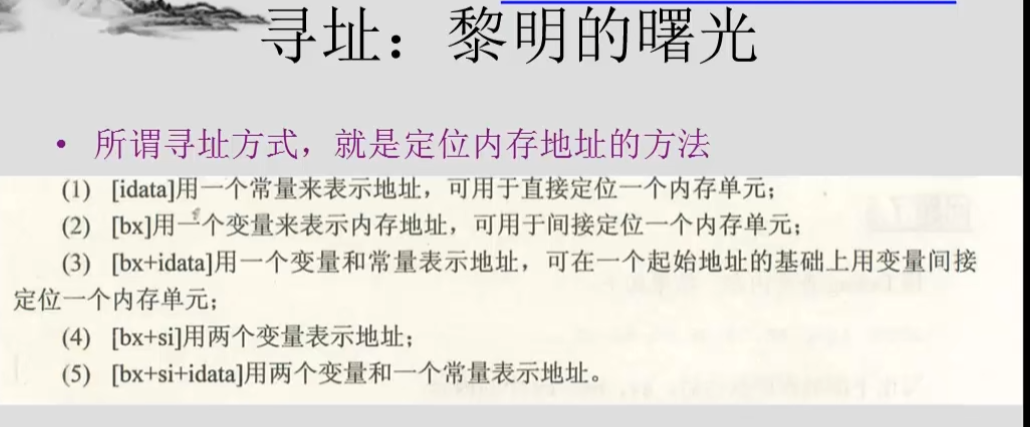 寻址：黎明的曙光
• 所谓寻址方式，就是定位内存地址的方法
(1) [idata]用一个常量来表示地址，可用于直接定位一个内存单元；
(2) [bx]用一个变量来表示内存地址，可用于间接定位一个内存单元；
(3) [bx+idata]用一个变量和常量表示地址，可在一个起始地址的基础上用变量间接
定位一个内存单元；
(4) [bx+si]用两个变量表示地址；
(5) [bx+si+idata]用两个变量和一个常量表示地址。